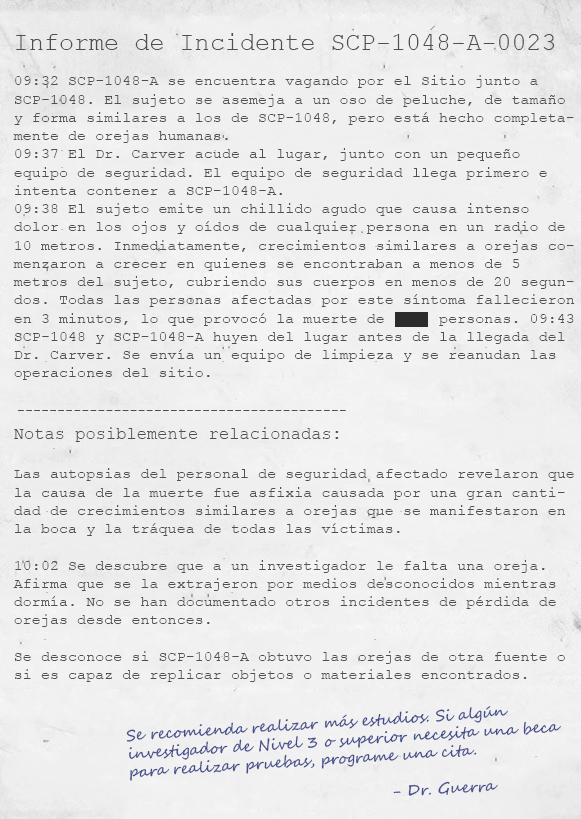 Informe de Incidente SCP-1048-A-0023
09:32 SCP-1048-A se encuentra vagando por el Sitio junto a
SCP-1048. El sujeto se asemeja a un oso de peluche, de tamaño
y forma similares a los de SCP-1048, pero está hecho completa-
mente de orejas humanas.
09:37 El Dr. Carver acude al lugar, junto con un pequeño
equipo de seguridad. El equipo de seguridad llega primero e
intenta contener a SCP-1048-A.
09:38 El sujeto emite un chillido agudo que causa intenso
dolor en los ojos y oídos de cualquier persona en un radio de
10 metros. Inmediatamente, crecimientos similares a orejas co-
menzaron a crecer en quienes se encontraban a menos de 5
metros del sujeto, cubriendo sus cuerpos en menos de 20 segun-
dos. Todas las personas afectadas por este síntoma fallecieron
en 3 minutos, lo que provocó la muerte de personas. 09:43
SCP-1048 y SCP-1048-A huyen del lugar antes de la llegada del
Dr. Carver. Se envía un equipo de limpieza y se reanudan las
operaciones del sitio.
-----------------------------------------
Notas posiblemente relacionadas:
Las autopsias del personal de seguridad afectado revelaron que
la causa de la muerte fue asfixia causada por una gran canti-
dad de crecimientos similares a orejas que se manifestaron en
la boca y la tráquea de todas las víctimas.
10:02 Se descubre que a un investigador le falta una oreja.
Afirma que se la extrajeron por medios desconocidos mientras
dormía. No se han documentado otros incidentes de pérdida de
orejas desde entonces.
Se desconoce si SCP-1048-A obtuvo las orejas de otra fuente o
si es capaz de replicar objetos o materiales encontrados.
Se recomienda realizar más estudios. Si algún
investigador de Nivel 3 o superior necesita una beca
para realizar pruebas, programe una cita.
- Dr. Guerra